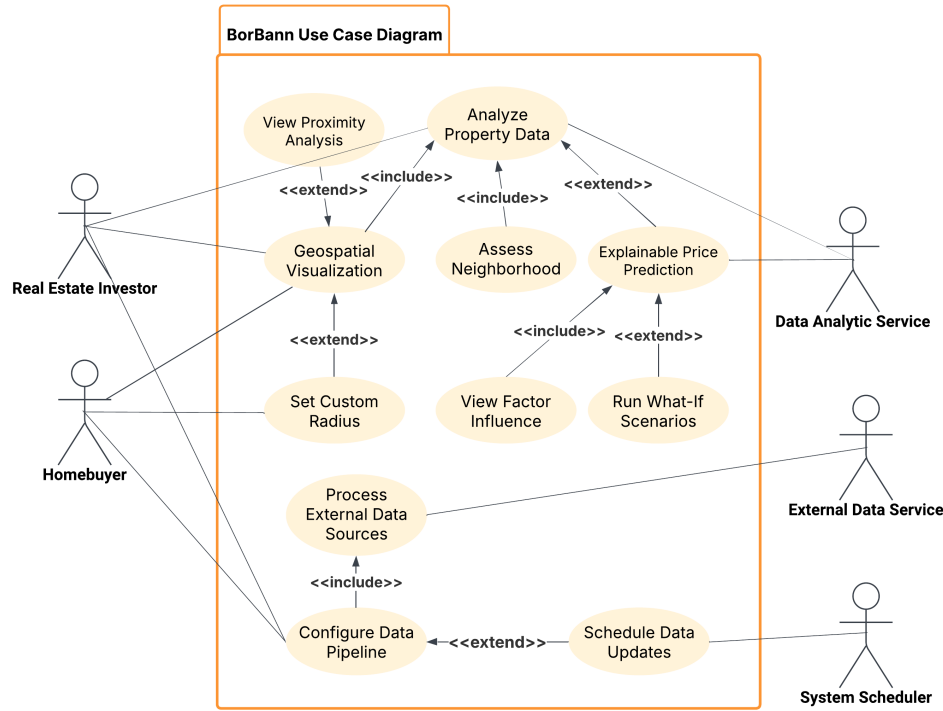 BorBann Use Case Diagram
View Proximity
Analysis
Analyze
Property Data
<<extend>>
<<include>>
<<include>>
<<extend>>
Geospatial
Visualization
Assess
Neighborhood
Explainable Price
Prediction
Real Estate Investor
Data Analytic Service
<<extend>>
<<include>>
<<extend>>
Set Custom
Radius
View Factor
Influence
Run What-If
Scenarios
Homebuyer
Process
External Data
Sources
External Data Service
<<include>>
Configure Data
Pipeline
<<extend>>
Schedule Data
Updates
System Scheduler